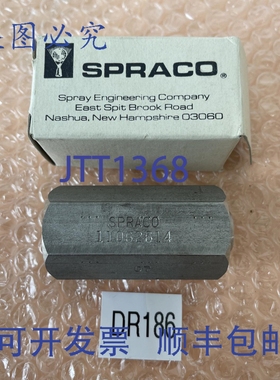 盗图必究
SPRACO®
Spray Engineering Company
East Spit Brook Road
Nashua, New Hampshire 03060
JTT1368
SPRACO
DR186
可开发票 顺丰包邮